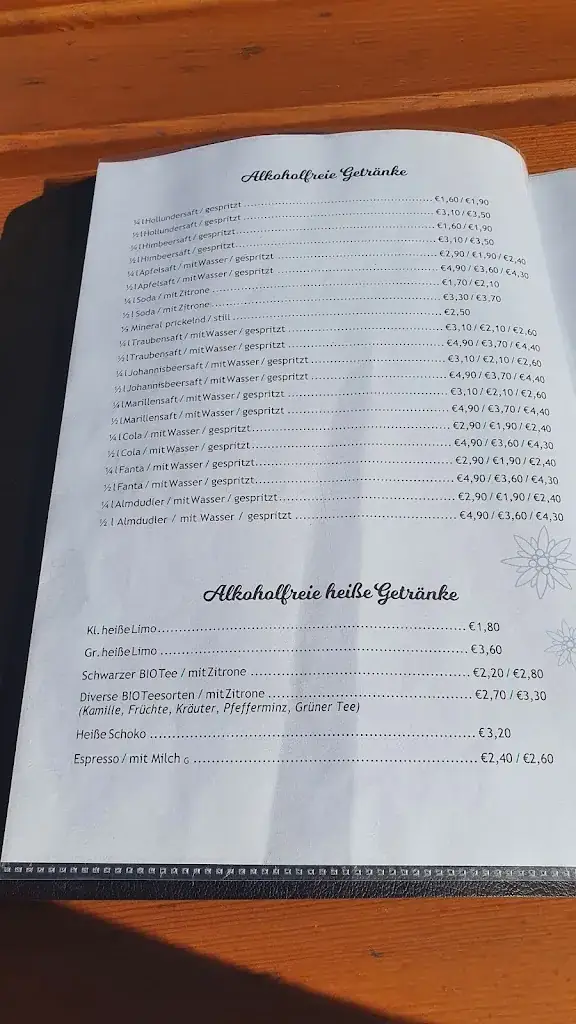 Alkoholfreie Getränke
¼ l Hollundersaft / gespritzt €1,60 / €1,90
½ l Hollundersaft / gespritzt €3,10 / €3,50
¼ l Himbeersaft / gespritzt €1,60 / €1,90
½ l Himbeersaft / gespritzt €3,10 / €3,50
¼ l Apfelsaft / mit Wasser / gespritzt €2,90 / €1,90 / €2,40
½ l Apfelsaft / mit Wasser / gespritzt €4,90 / €3,60 / €4,30
¼ l Soda / mit Zitrone €1,70 / €2,10
½ l Soda / mit Zitrone €3,30 / €3,70
⅓ Mineral prickelnd / still €2,50
¼ l Traubensaft / mit Wasser / gespritzt €3,10 / €2,10 / €2,60
½ l Traubensaft / mit Wasser / gespritzt €4,90 / €3,70 / €4,40
¼ l Johannisbeersaft / mit Wasser / gespritzt €3,10 / €2,10 / €2,60
½ l Johannisbeersaft / mit Wasser / gespritzt €4,90 / €3,70 / €4,40
¼ l Marillensaft / mit Wasser / gespritzt €3,10 / €2,10 / €2,60
½ l Marillensaft / mit Wasser / gespritzt €4,90 / €3,70 / €4,40
¼ l Cola / mit Wasser / gespritzt €2,90 / €1,90 / €2,40
½ l Cola / mit Wasser / gespritzt €4,90 / €3,60 / €4,30
¼ l Fanta / mit Wasser / gespritzt €2,90 / €1,90 / €2,40
½ l Fanta / mit Wasser / gespritzt €4,90 / €3,60 / €4,30
¼ l Almdudler / mit Wasser / gespritzt €2,90 / €1,90 / €2,40
½ l Almdudler / mit Wasser / gespritzt €4,90 / €3,60 / €4,30
Alkoholfreie heiße Getränke
Kl. heiße Limo €1,80
Gr. heiße Limo €3,60
Schwarzer BIO Tee / mit Zitrone €2,20 / €2,80
Diverse BIO Teesorten / mit Zitrone €2,70 / €3,30
(Kamille, Früchte, Kräuter, Pfefferminz, Grüner Tee)
Heiße Schoko €3,20
Espresso / mit Milch G €2,40 / €2,60